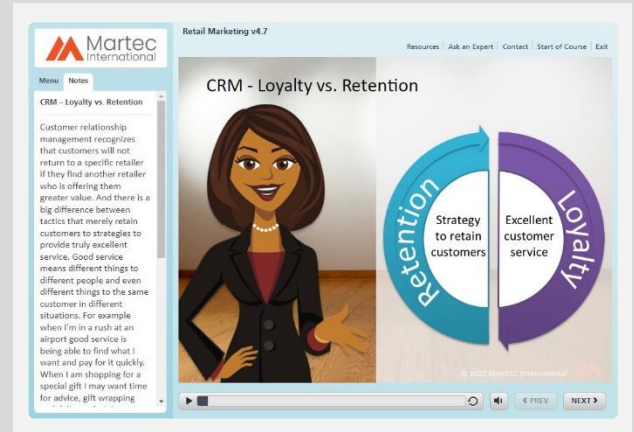 Martec
International
Retail Marketing v4.7
Resources | Ask an Expert | Contact | Start of Course | Exit
Menu Notes
CRM – Loyalty vs. Retention
Customer relationship
management recognizes
that customers will not
return to a specific retailer
if they find another retailer
who is offering them
greater value. And there is a
big difference between
tactics that merely retain
customers to strategies to
provide truly excellent
service. Good service
means different things to
different people and even
different things to the same
customer in different
situations. For example
when I'm in a rush at an
airport good service is
being able to find what I
want and pay for it quickly.
When I am shopping for a
special gift I may want time
for advice, gift wrapping
CRM - Loyalty vs. Retention
Retention
Strategy
to retain
customers
Excellent
customer
service
Loyalty
© 2023 MARTEC International
PREV
NEXT